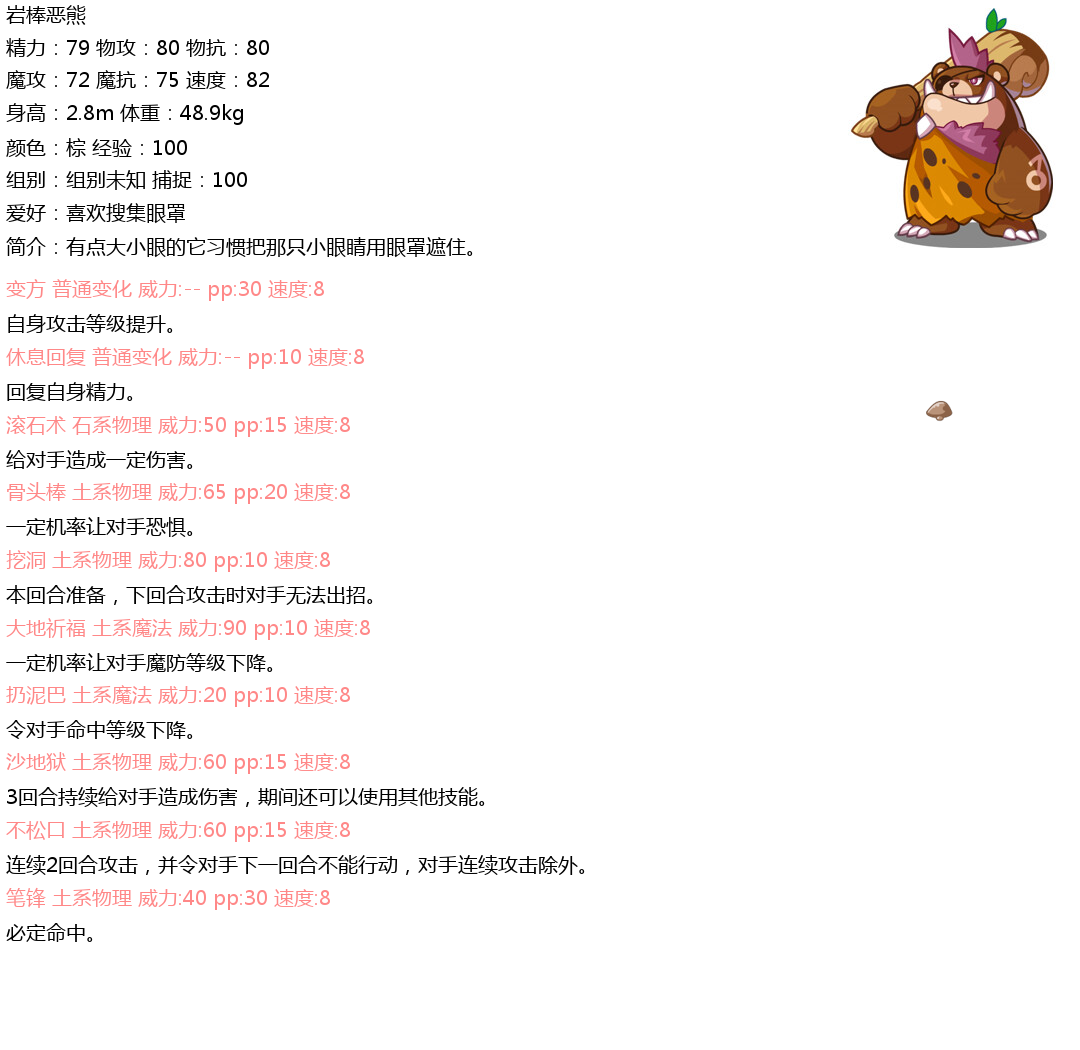 岩棒恶熊
精力：79 物攻：80 物抗：80
魔攻：72 魔抗：75 速度：82
身高：2.8m 体重：48.9kg
颜色：棕 经验：100
组别：组别未知 捕捉：100
爱好：喜欢搜集眼罩
简介：有点大小眼的它习惯把那只小眼睛用眼罩遮住。
变方 普通变化 威力:-- pp:30 速度:8
自身攻击等级提升。
休息回复 普通变化 威力:-- pp:10 速度:8
回复自身精力。
滚石术 石系物理 威力:50 pp:15 速度:8
给对手造成一定伤害。
骨头棒 土系物理 威力:65 pp:20 速度:8
一定机率让对手恐惧。
挖洞 土系物理 威力:80 pp:10 速度:8
本回合准备，下回合攻击时对手无法出招。
大地祈福 土系魔法 威力:90 pp:10 速度:8
一定机率让对手魔防等级下降。
扔泥巴 土系魔法 威力:20 pp:10 速度:8
令对手命中等级下降。
沙地狱 土系物理 威力:60 pp:15 速度:8
3回合持续给对手造成伤害，期间还可以使用其他技能。
不松口 土系物理 威力:60 pp:15 速度:8
连续2回合攻击，并令对手下一回合不能行动，对手连续攻击除外。
笔锋 土系物理 威力:40 pp:30 速度:8
必定命中。